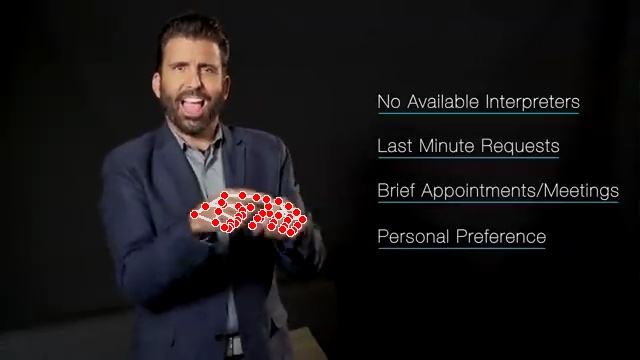 No Available Interpreters
Last Minute Requests
Brief Appointments/Meetings
Personal Preference